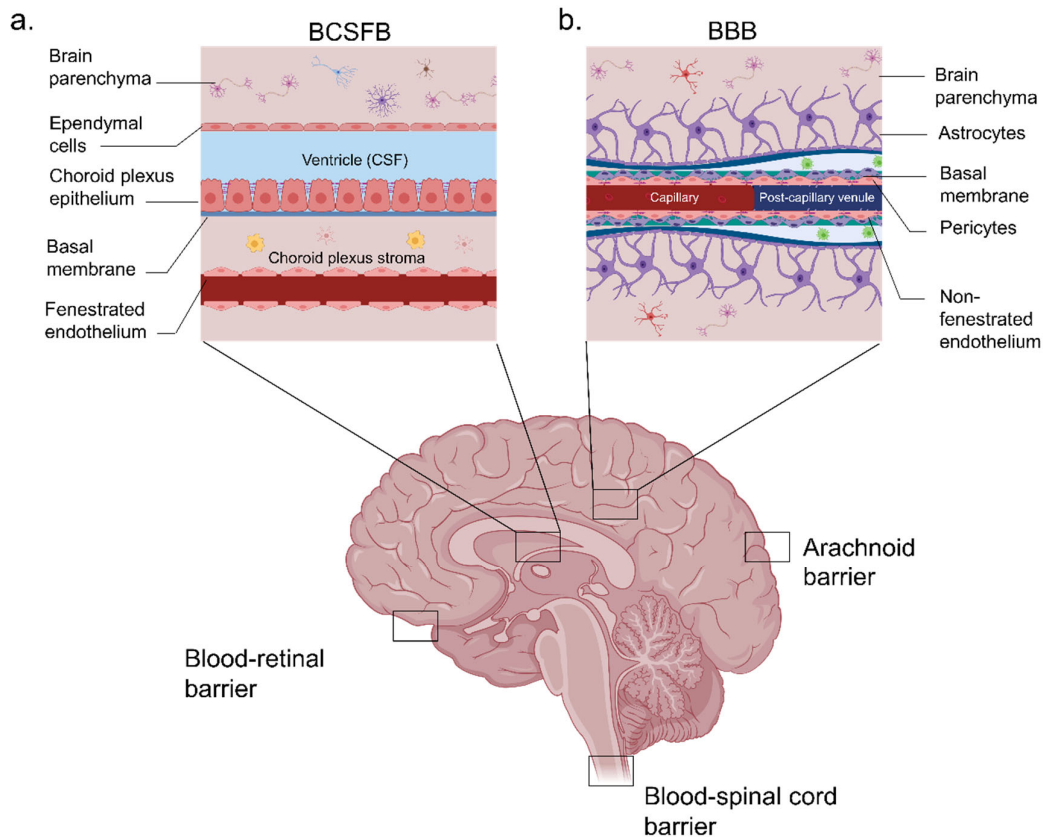 a.
BCSFB
Brain
parenchyma
Ependymal
cells
Choroid plexus
epithelium
Basal
membrane
Fenestrated
endothelium
Ventricle (CSF)
Choroid plexus stroma
b.
BBB
Capillary
Post-capillary venule
Brain
parenchyma
Astrocytes
Basal
membrane
Pericytes
Non-
fenestrated
endothelium
Arachnoid
barrier
Blood-retinal
barrier
Blood-spinal cord
barrier